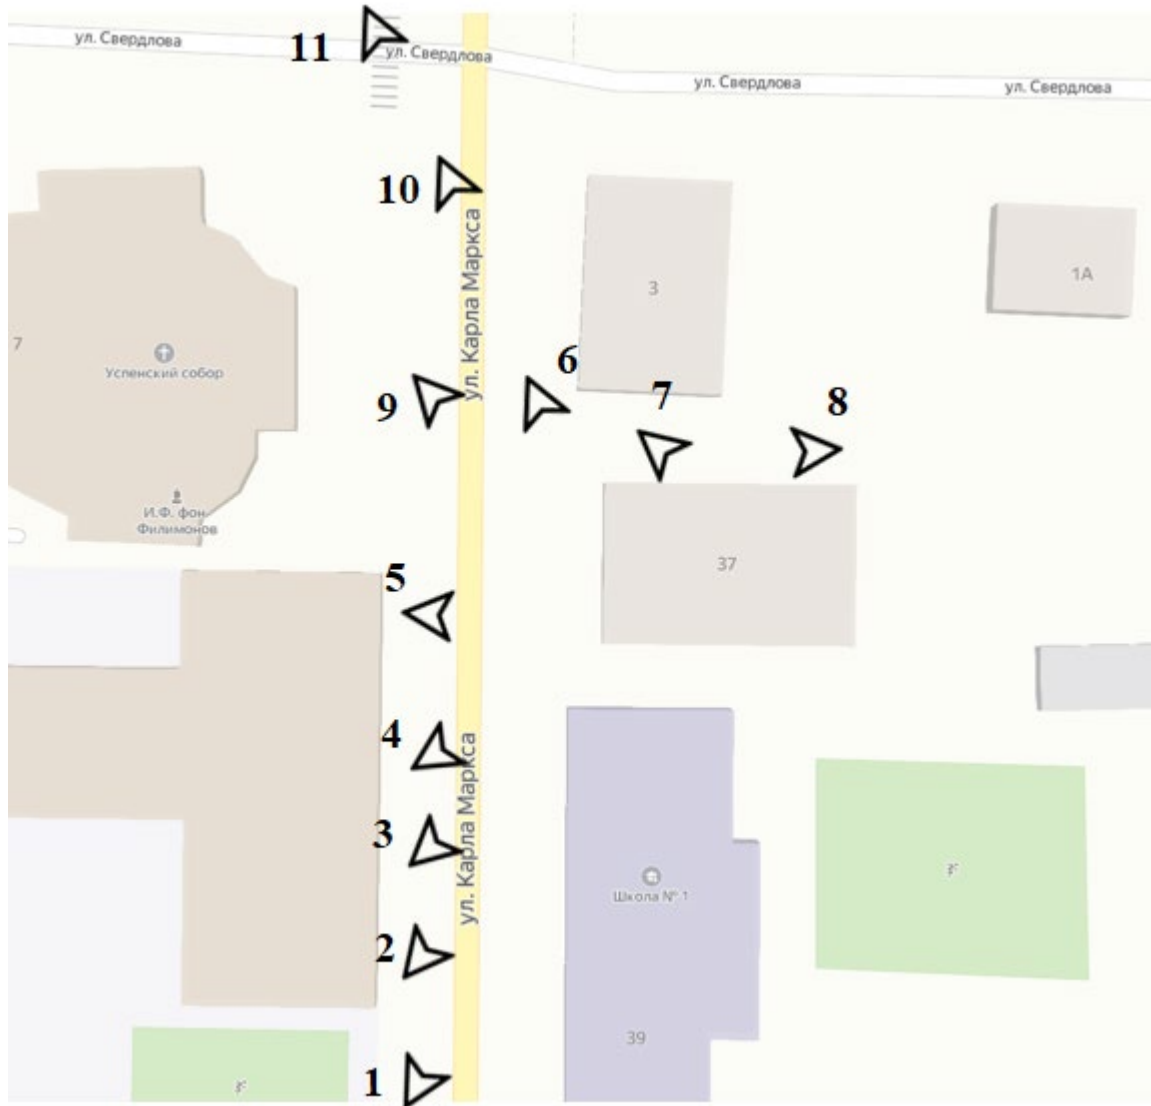 ул. Свердлова
11
ул. Свердлова
ул. Свердлова
ул. Свердлова
10
ул. Карла Маркса
3
1А
7
Успенский собор
6
9
7
8
И.Ф. фон-
Филимонов
37
5
4
ул. Карла Маркса
3
Школа № 1
2
39
1